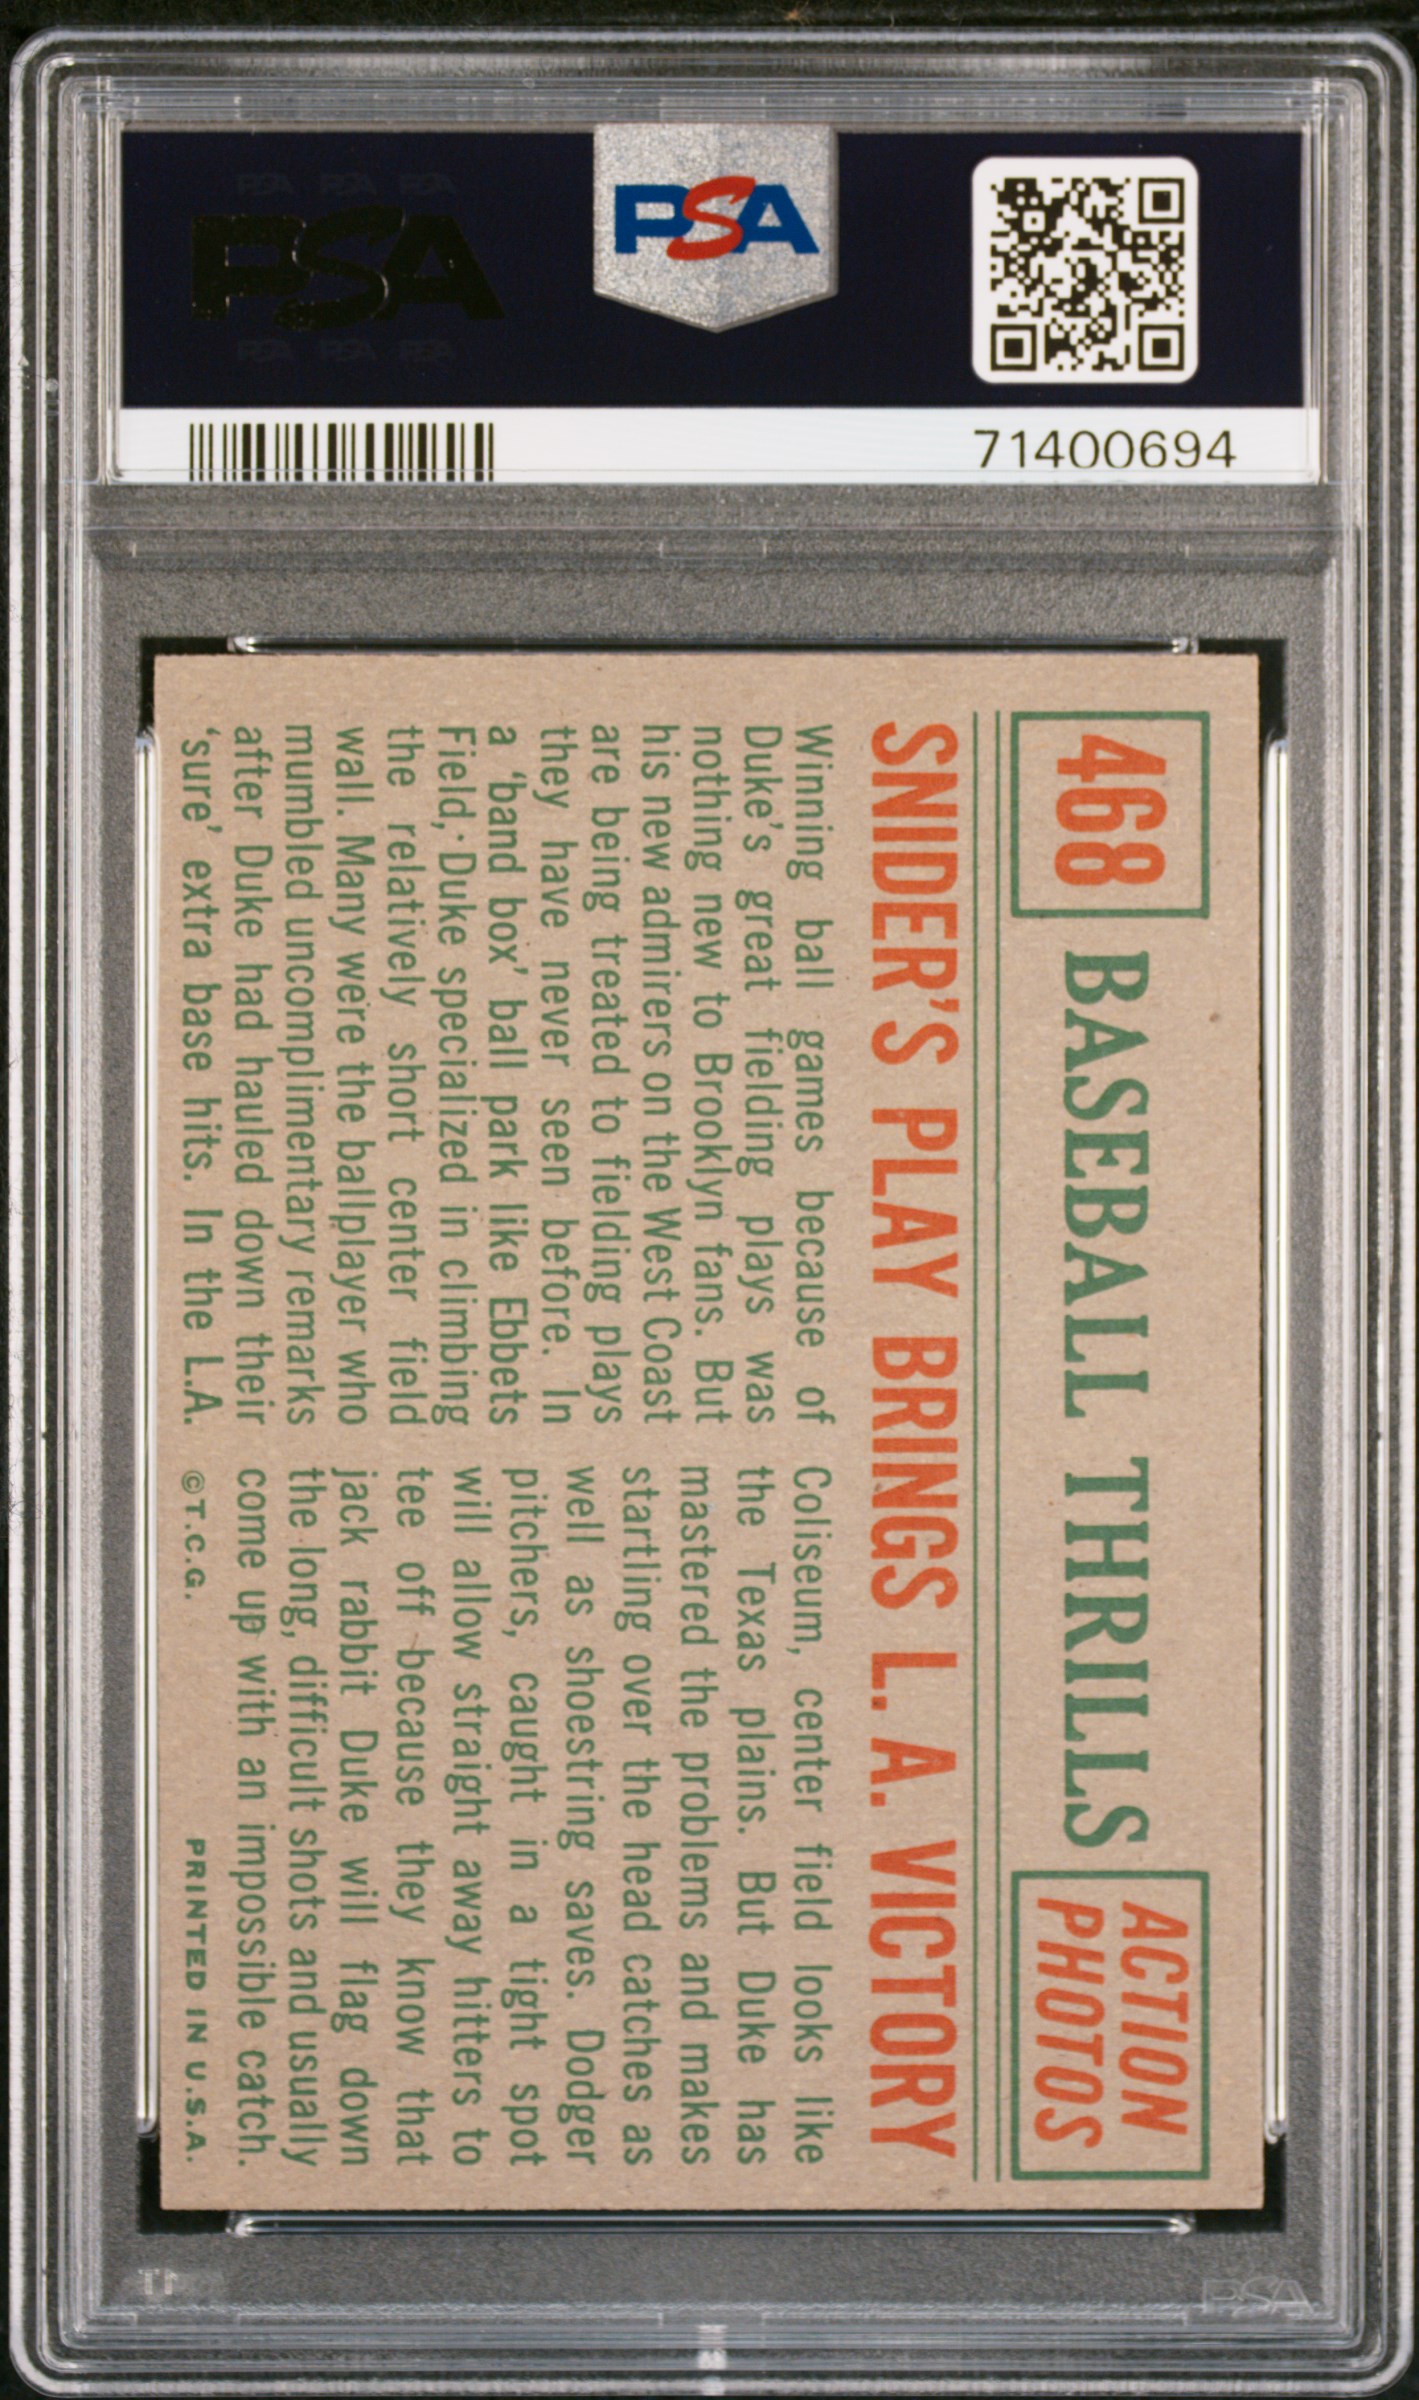 PSA PSA PSA
PSA
PSA PSA PSA
PSA
71400694
468
BASEBALL THRILLS
ACTION
PHOTOS
SNIDER'S PLAY BRINGS L. A. VICTORY
Winning ball games because of
Duke's great fielding plays was
nothing new to Brooklyn fans. But
his new admirers on the West Coast
are being treated to fielding plays
they have never seen before. In
a 'band box' ball park like Ebbets
Field, Duke specialized in climbing
the relatively short center field
wall. Many were the ballplayer who
mumbled uncomplimentary remarks
after Duke had hauled down their
'sure' extra base hits. In the L.A.
Coliseum, center field looks like
the Texas plains. But Duke has
mastered the problems and makes
startling over the head catches as
well as shoestring saves. Dodger
pitchers, caught in a tight spot
will allow straight away hitters to
tee off because they know that
jack rabbit Duke will flag down
the long, difficult shots and usually
come up with an impossible catch.
©T.C.G.
PRINTED IN U.S.A.
PSA